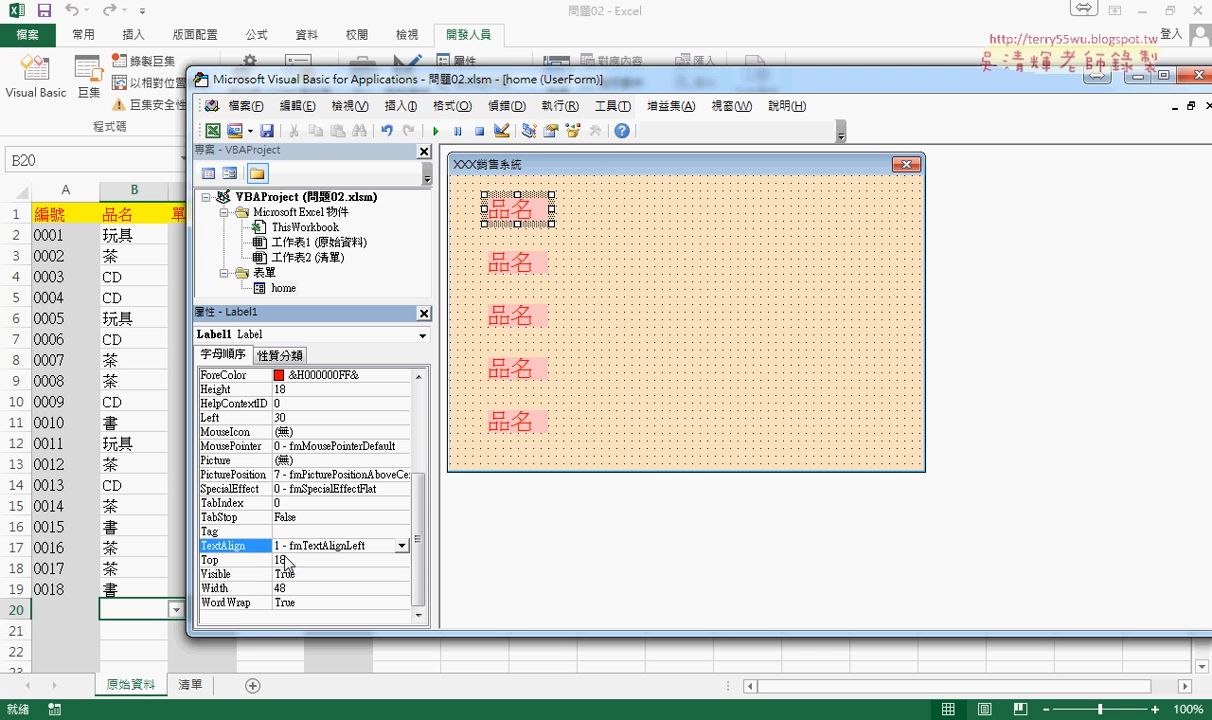 問題02 - Excel
檔案 常用 插入 版面配置 公式 資料 校閱 檢視 開發人員 登入
http://terry55wu.blogspot.tw
吳清輝老師錄製
Visual Basic 巨集 錄製巨集
以相對位置
巨集安全性
程式碼
屬性 匯入
Microsoft Visual Basic for Applications - 問題02.xlsm - [home (UserForm)]
檔案(F) 編輯(E) 檢視(V) 插入(I) 格式(O) 偵錯(D) 執行(R) 工具(T) 增益集(A) 視窗(W) 說明(H)
專案 - VBAProject
VBAProject (問題02.xlsm)
Microsoft Excel 物件
ThisWorkbook
工作表1 (原始資料)
工作表2 (清單)
表單
home
屬性 - Label1
Label1 Label
字母順序 性質分類
ForeColor &H000000FF&
Height 18
HelpContextID 0
Left 30
MouseIcon (無)
MousePointer 0 - fmMousePointerDefault
Picture (無)
PicturePosition 7 - fmPicturePositionAboveCe
SpecialEffect 0 - fmSpecialEffectFlat
TabIndex 0
TabStop False
Tag
TextAlign 1 - fmTextAlignLeft
Top 18
Visible True
Width 48
WordWrap True
XXX銷售系統
品名
品名
品名
品名
品名
B20
A B
1 編號 品名 單
2 0001 玩具
3 0002 茶
4 0003 CD
5 0004 CD
6 0005 玩具
7 0006 CD
8 0007 茶
9 0008 茶
10 0009 CD
11 0010 書
12 0011 玩具
13 0012 茶
14 0013 CD
15 0014 茶
16 0015 書
17 0016 茶
18 0017 茶
19 0018 書
20
21
22
23
原始資料 清單
就緒
100%